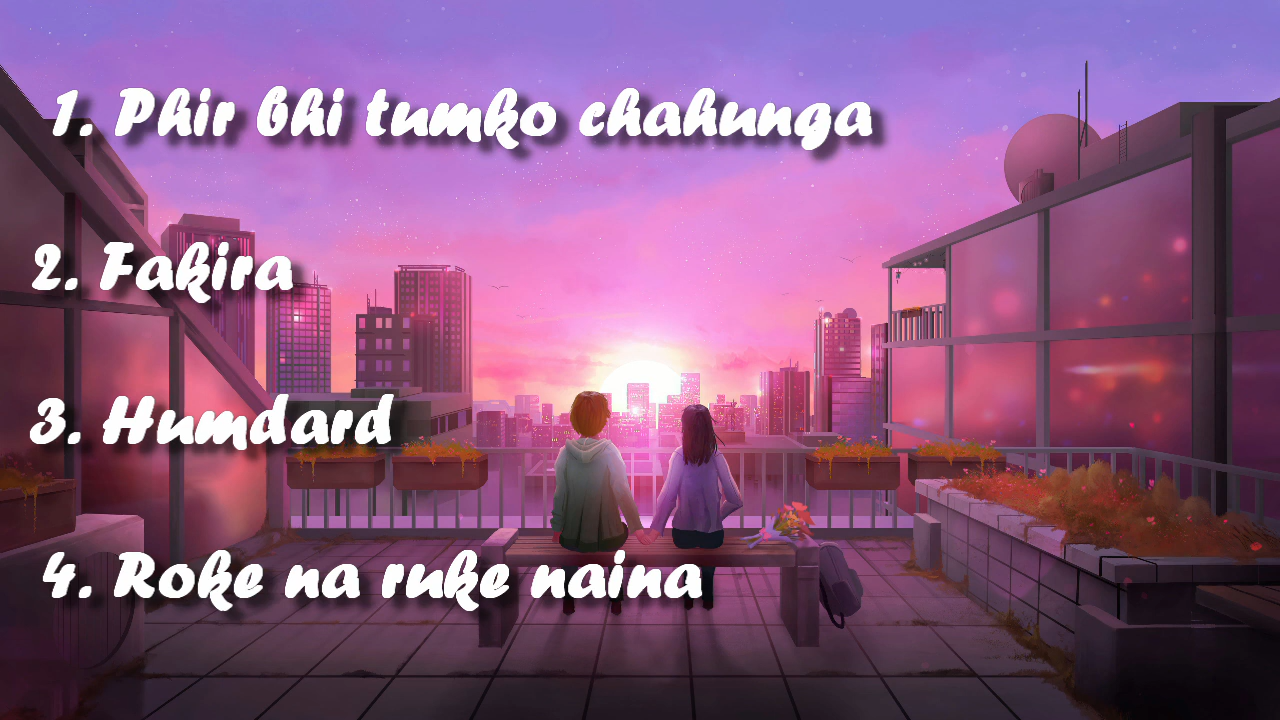 1. Phir bhi tumko chahunga
2. Fakira
3. Humdard
4. Roke na ruke naina